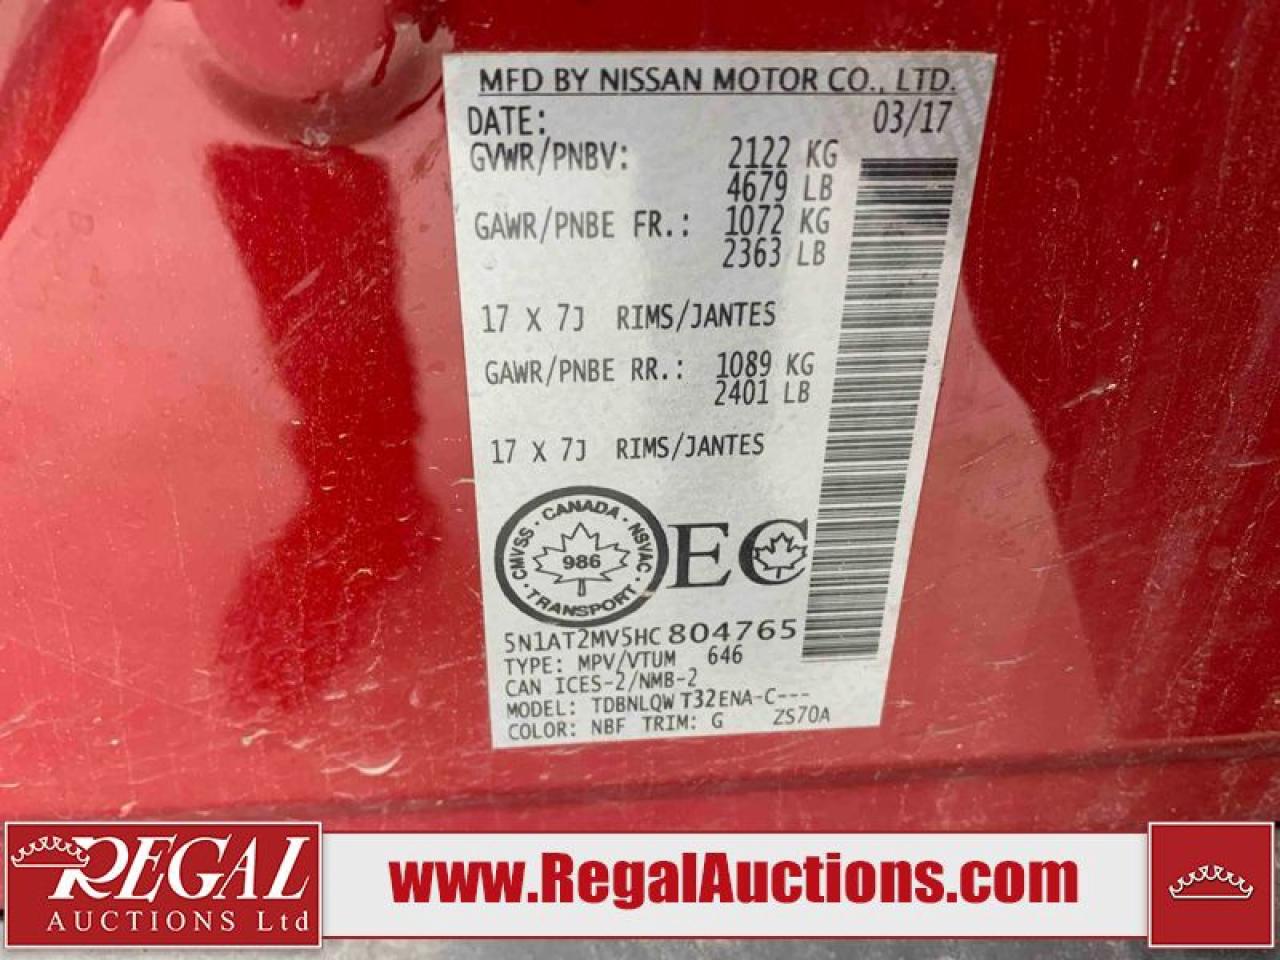 MFD BY NISSAN MOTOR CO., LTD.
DATE: 03/17
GVWR/PNBV: 2122 KG
4679 LB
GAWR/PNBE FR.: 1072 KG
2363 LB
17 X 7J RIMS/JANTES
GAWR/PNBE RR.: 1089 KG
2401 LB
17 X 7J RIMS/JANTES
CANADA · NSVAC · TRANSPORT · CMVSS ·
986
EC
5N1AT2MV5HC804765
TYPE: MPV/VTUM 646
CAN ICES-2/NMB-2
MODEL: TDBNLQW T32ENA-C---
COLOR: NBF TRIM: G ZS70A
REGAL
AUCTIONS Ltd
www.RegalAuctions.com